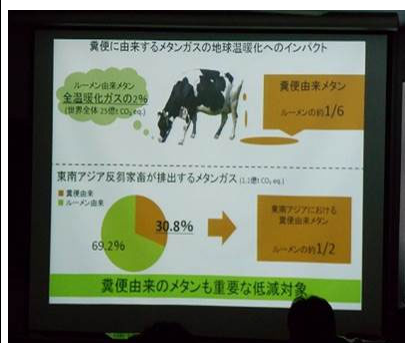 糞便に由来するメタンガスの地球温暖化へのインパクト
ルーメン由来メタン
全温暖化ガスの2%
(世界全体 25億t CO₂ eq.)
糞便由来メタン
ルーメンの約1/6
東南アジア反芻家畜が排出するメタンガス (1.2億t CO₂ eq.)
糞便由来
ルーメン由来
30.8%
69.2%
東南アジアにおける
糞便由来メタン
ルーメンの約1/2
糞便由来のメタンも重要な低減対象